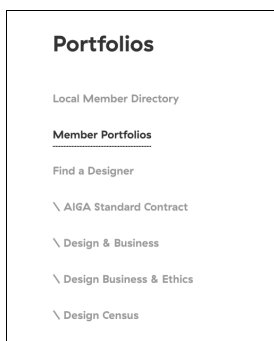 Portfolios
Local Member Directory
Member Portfolios
Find a Designer
\ AIGA Standard Contract
\ Design & Business
\ Design Business & Ethics
\ Design Census